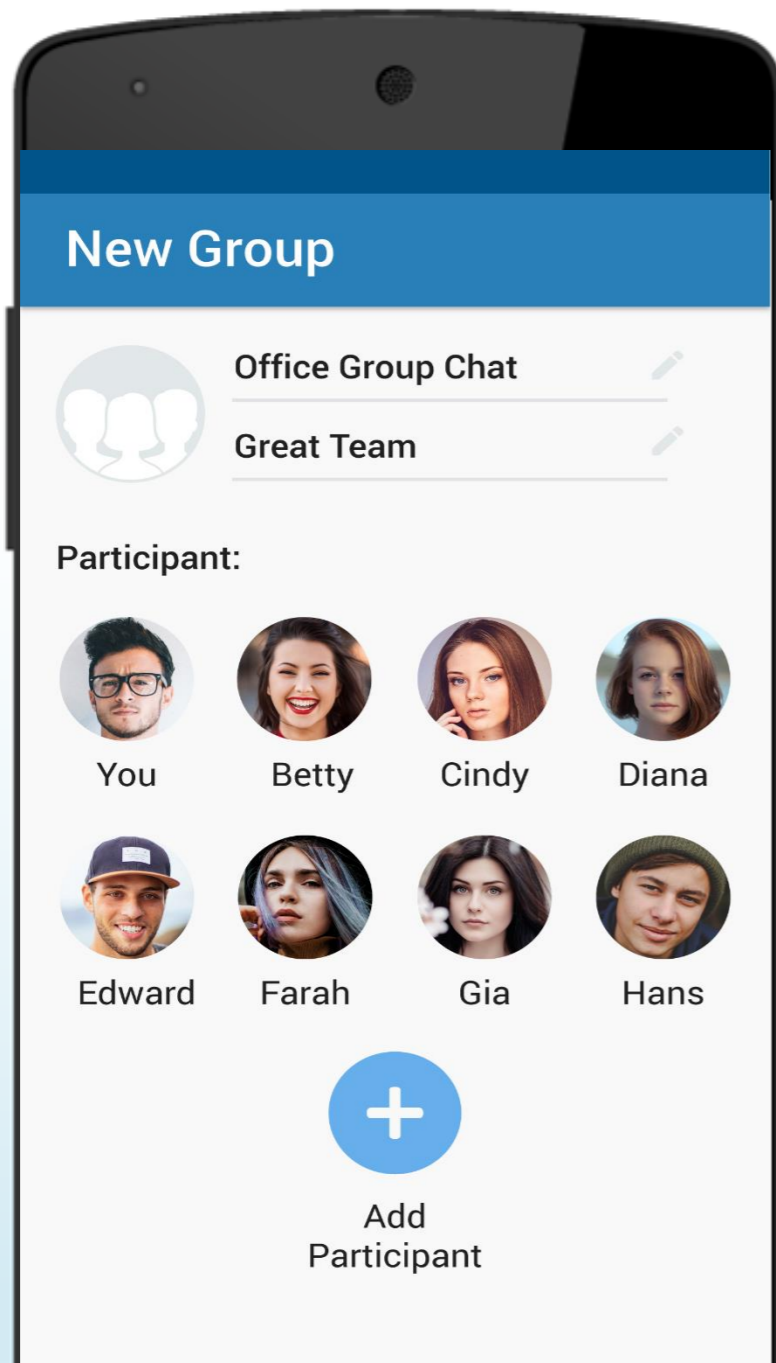 New Group
Office Group Chat
Great Team
Participant:
You Betty Cindy Diana
Edward Farah Gia Hans
Add
Participant